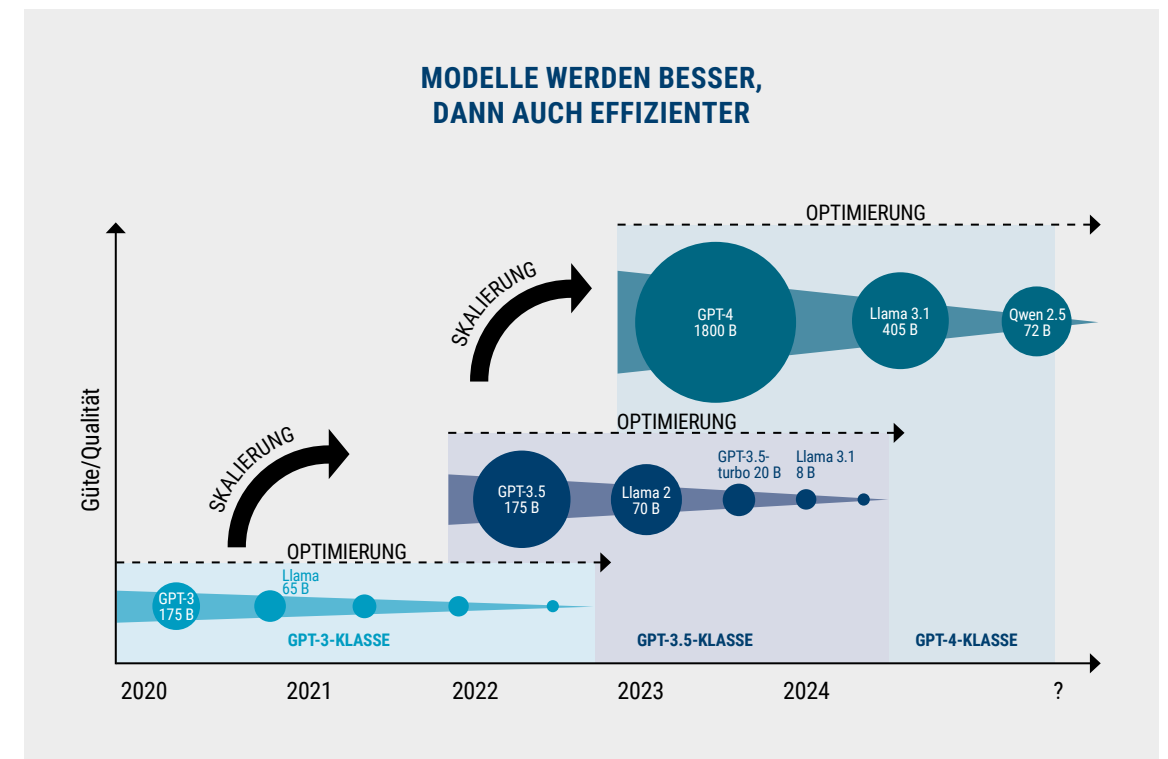 MODELLE WERDEN BESSER,
DANN AUCH EFFIZIENTER
OPTIMIERUNG
SKALIERUNG
GPT-4
1800 B
Llama 3.1
405 B
Qwen 2.5
72 B
Güte/Qualität
OPTIMIERUNG
SKALIERUNG
GPT-3.5
175 B
Llama 2
70 B
GPT-3.5-
turbo 20 B
Llama 3.1
8 B
OPTIMIERUNG
GPT-3
175 B
Llama
65 B
GPT-3-KLASSE
GPT-3.5-KLASSE
GPT-4-KLASSE
2020
2021
2022
2023
2024
?